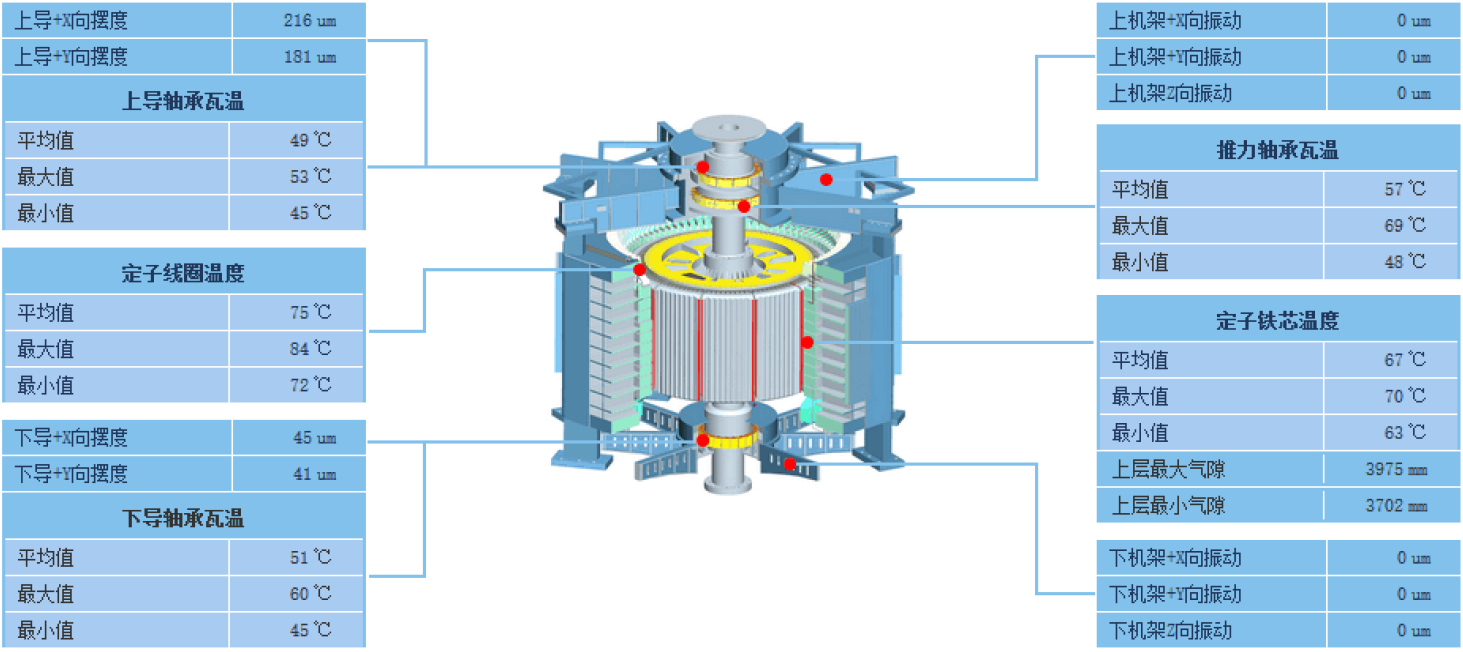 上导+X向摆度 216 um
上导+Y向摆度 181 um
上导轴承瓦温
平均值 49 ℃
最大值 53 ℃
最小值 45 ℃
定子线圈温度
平均值 75 ℃
最大值 84 ℃
最小值 72 ℃
下导+X向摆度 45 um
下导+Y向摆度 41 um
下导轴承瓦温
平均值 51 ℃
最大值 60 ℃
最小值 45 ℃
上机架+X向振动 0 um
上机架+Y向振动 0 um
上机架Z向振动 0 um
推力轴承瓦温
平均值 57 ℃
最大值 69 ℃
最小值 48 ℃
定子铁芯温度
平均值 67 ℃
最大值 70 ℃
最小值 63 ℃
上层最大气隙 3975 mm
上层最小气隙 3702 mm
下机架+X向振动 0 um
下机架+Y向振动 0 um
下机架Z向振动 0 um